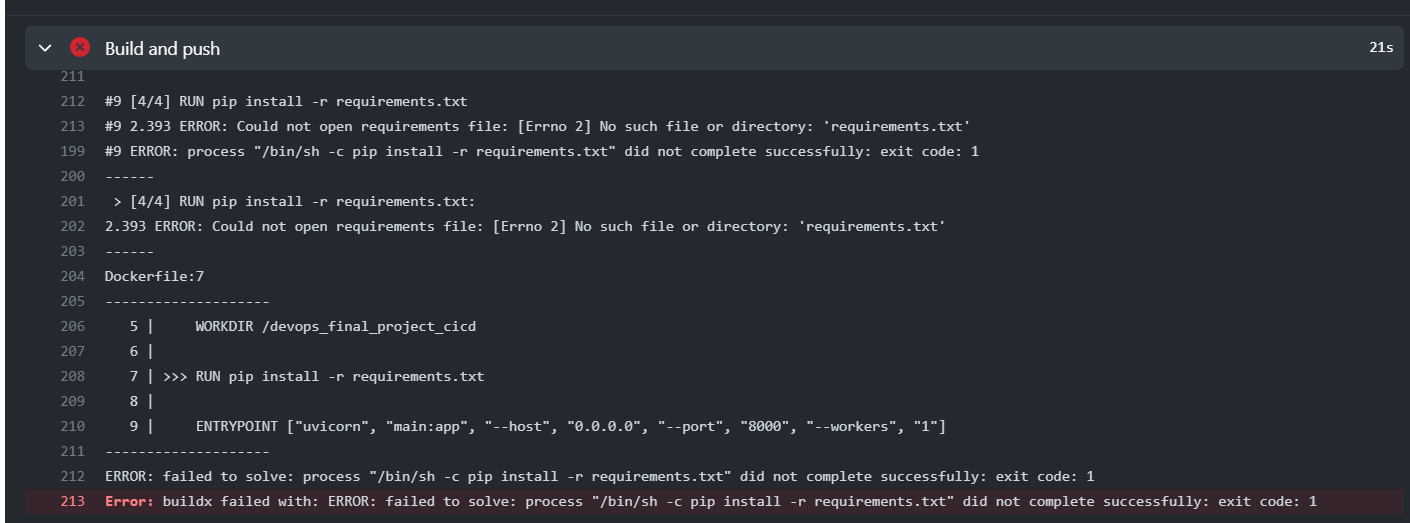 Build and push
21s
211
212 #9 [4/4] RUN pip install -r requirements.txt
213 #9 2.393 ERROR: Could not open requirements file: [Errno 2] No such file or directory: 'requirements.txt'
199 #9 ERROR: process "/bin/sh -c pip install -r requirements.txt" did not complete successfully: exit code: 1
200 ------
201 > [4/4] RUN pip install -r requirements.txt:
202 2.393 ERROR: Could not open requirements file: [Errno 2] No such file or directory: 'requirements.txt'
203 ------
204 Dockerfile:7
205 --------------------
206 5 | WORKDIR /devops_final_project_cicd
207 6 |
208 7 | >>> RUN pip install -r requirements.txt
209 8 |
210 9 | ENTRYPOINT ["uvicorn", "main:app", "--host", "0.0.0.0", "--port", "8000", "--workers", "1"]
211 --------------------
212 ERROR: failed to solve: process "/bin/sh -c pip install -r requirements.txt" did not complete successfully: exit code: 1
213 Error: buildx failed with: ERROR: failed to solve: process "/bin/sh -c pip install -r requirements.txt" did not complete successfully: exit code: 1